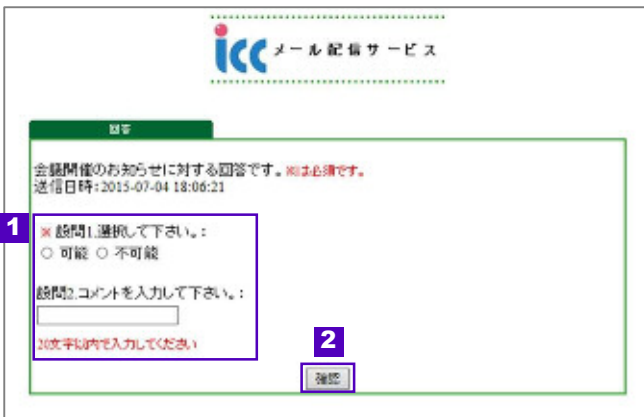 icc メール配信サービス
回答
会議開催のお知らせに対する回答です。※は必須です。
送信日時:2015-07-04 18:06:21
1
※ 設問1.選択して下さい。:
○ 可能 ○ 不可能
設問2.コメントを入力して下さい。:
20文字以内で入力してください
2
確認